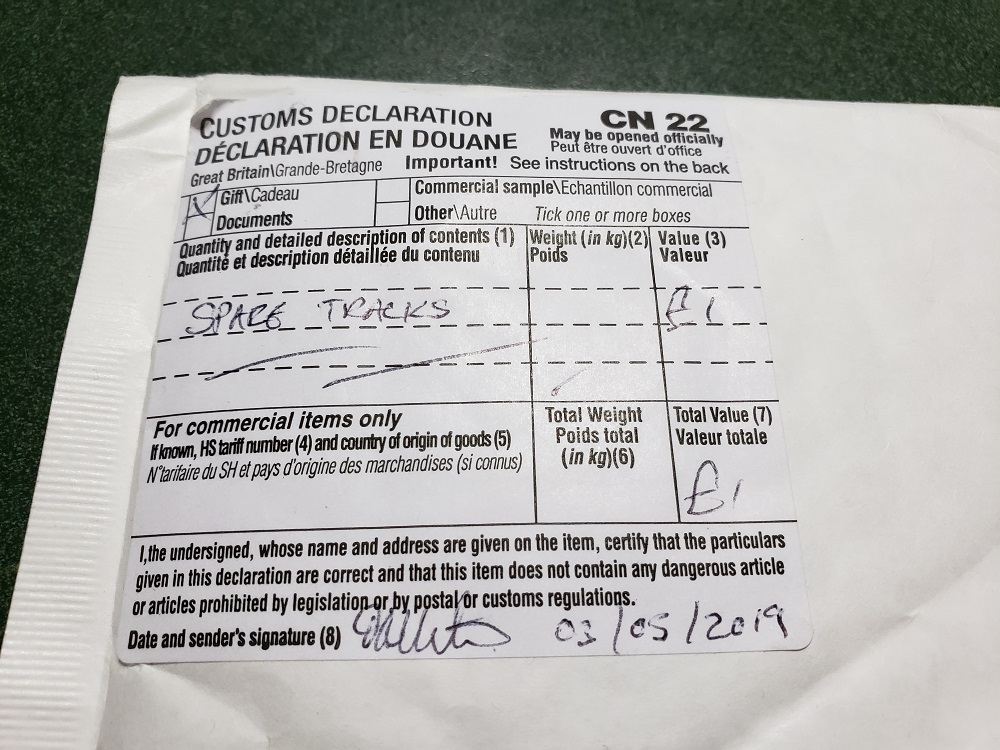 CUSTOMS DECLARATION
DÉCLARATION EN DOUANE
CN 22
May be opened officially
Peut être ouvert d'office
Great Britain\Grande-Bretagne
Important! See instructions on the back
Gift\Cadeau
Documents
Commercial sample\Echantillon commercial
Other\Autre
Tick one or more boxes
Quantity and detailed description of contents (1)
Quantité et description détaillée du contenu
Weight (in kg)(2)
Poids
Value (3)
Valeur
SPARE TRACKS
£1
For commercial items only
If known, HS tariff number (4) and country of origin of goods (5)
N°tarifaire du SH et pays d'origine des marchandises (si connus)
Total Weight
Poids total
(in kg)(6)
Total Value (7)
Valeur totale
£1
I,the undersigned, whose name and address are given on the item, certify that the particulars
given in this declaration are correct and that this item does not contain any dangerous article
or articles prohibited by legislation or by postal or customs regulations.
Date and sender's signature (8)
03/05/2019